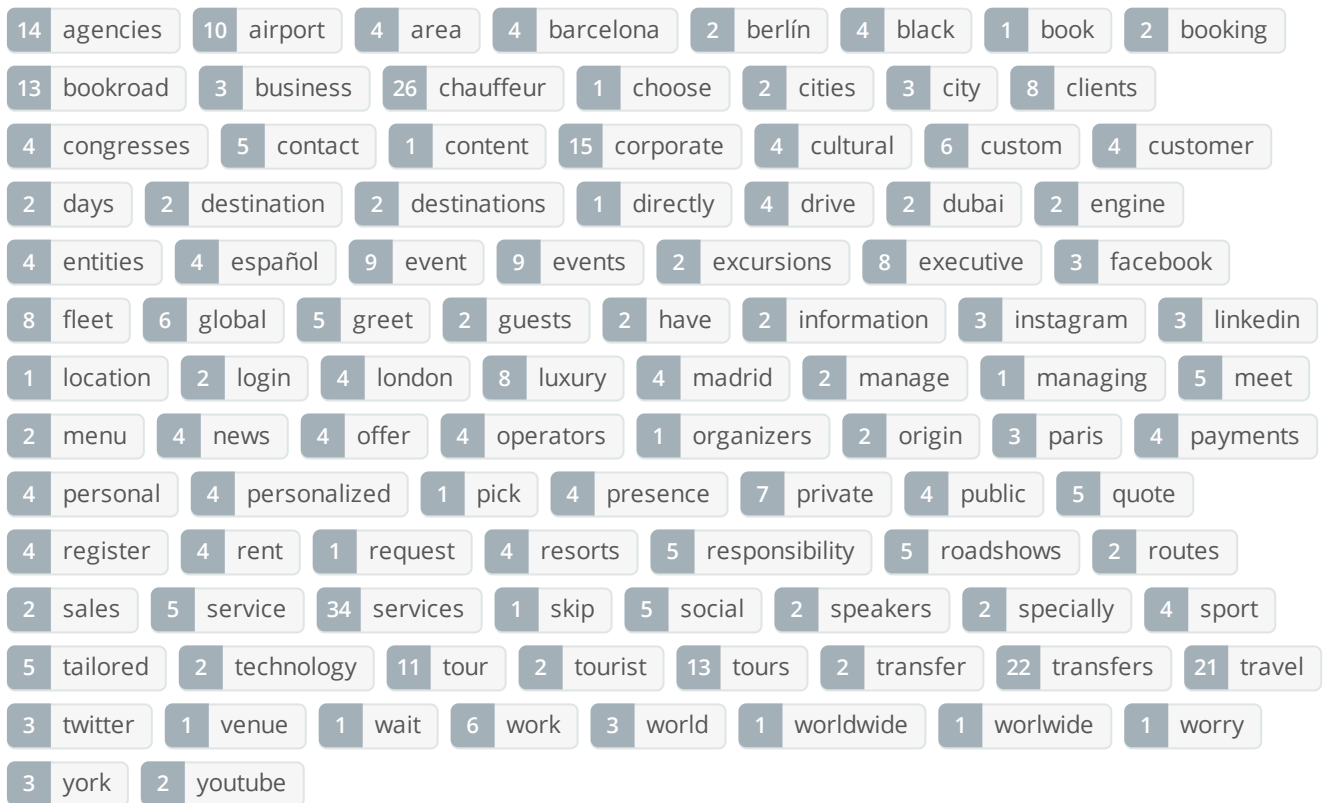 14 agencies 10 airport 4 area 4 barcelona 2 berlín 4 black 1 book 2 booking
13 bookroad 3 business 26 chauffeur 1 choose 2 cities 3 city 8 clients
4 congresses 5 contact 1 content 15 corporate 4 cultural 6 custom 4 customer
2 days 2 destination 2 destinations 1 directly 4 drive 2 dubai 2 engine
4 entities 4 español 9 event 9 events 2 excursions 8 executive 3 facebook
8 fleet 6 global 5 greet 2 guests 2 have 2 information 3 instagram 3 linkedin
1 location 2 login 4 london 8 luxury 4 madrid 2 manage 1 managing 5 meet
2 menu 4 news 4 offer 4 operators 1 organizers 2 origin 3 paris 4 payments
4 personal 4 personalized 1 pick 4 presence 7 private 4 public 5 quote
4 register 4 rent 1 request 4 resorts 5 responsibility 5 roadshows 2 routes
2 sales 5 service 34 services 1 skip 5 social 2 speakers 2 specially 4 sport
5 tailored 2 technology 11 tour 2 tourist 13 tours 2 transfer 22 transfers 21 travel
3 twitter 1 venue 1 wait 6 work 3 world 1 worldwide 1 worlwide 1 worry
3 york 2 youtube